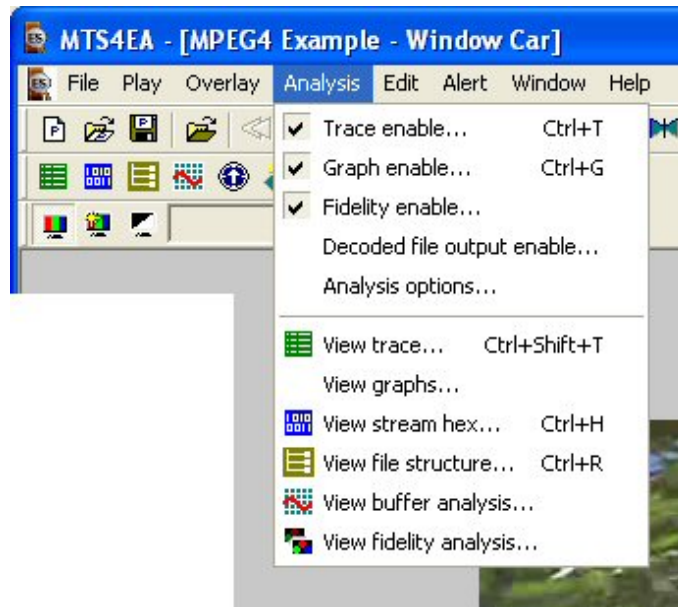 MTS4EA - [MPEG4 Example - Window Car]
File Play Overlay Analysis Edit Alert Window Help
Trace enable... Ctrl+T
Graph enable... Ctrl+G
Fidelity enable...
Decoded file output enable...
Analysis options...
View trace... Ctrl+Shift+T
View graphs...
View stream hex... Ctrl+H
View file structure... Ctrl+R
View buffer analysis...
View fidelity analysis...